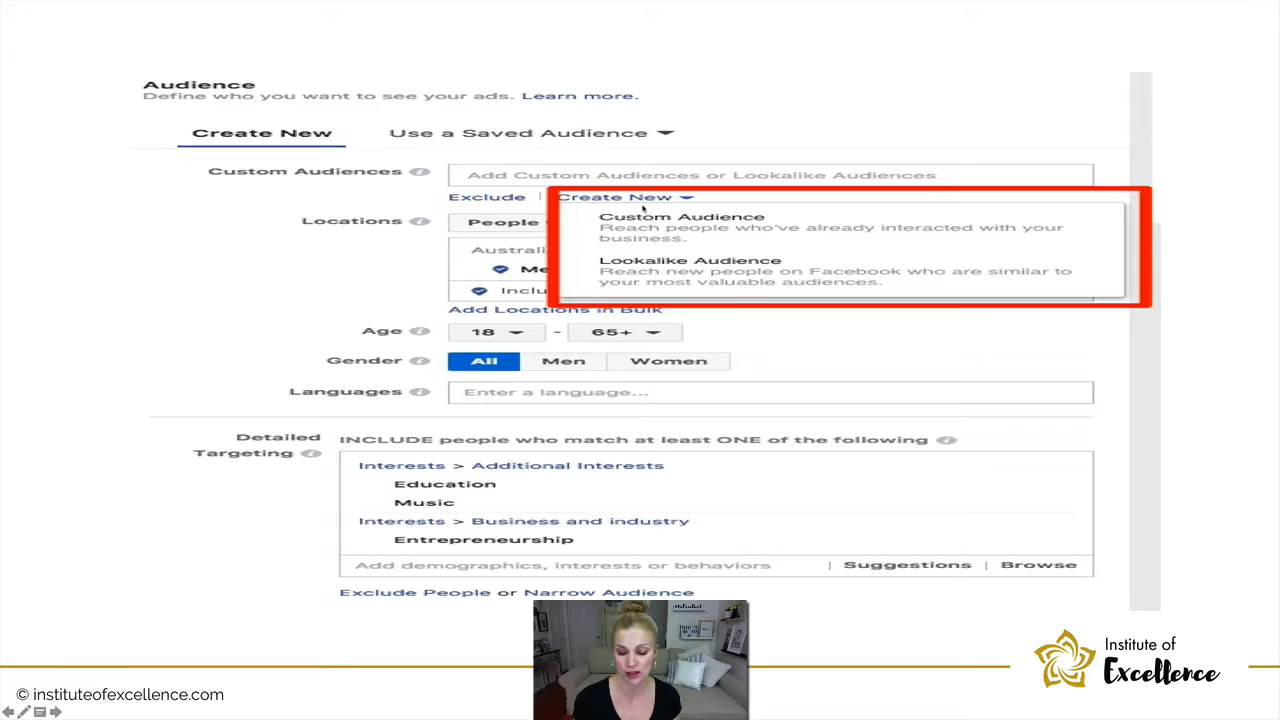 Audience
Define who you want to see your ads. Learn more.
Create New
Use a Saved Audience
Custom Audiences
Add Custom Audiences or Lookalike Audiences
Exclude | Create New
Custom Audience
Reach people who've already interacted with your
business.
Lookalike Audience
Reach new people on Facebook who are similar to
your most valuable audiences.
Locations
People
Australi
Me
Inclu
Add Locations in Bulk
Age
18 - 65+
Gender
All Men Women
Languages
Enter a language...
Detailed
Targeting
INCLUDE people who match at least ONE of the following
Interests > Additional Interests
Education
Music
Interests > Business and industry
Entrepreneurship
Add demographics, interests or behaviors | Suggestions | Browse
Exclude People or Narrow Audience
Institute of
Excellence
© instituteofexcellence.com